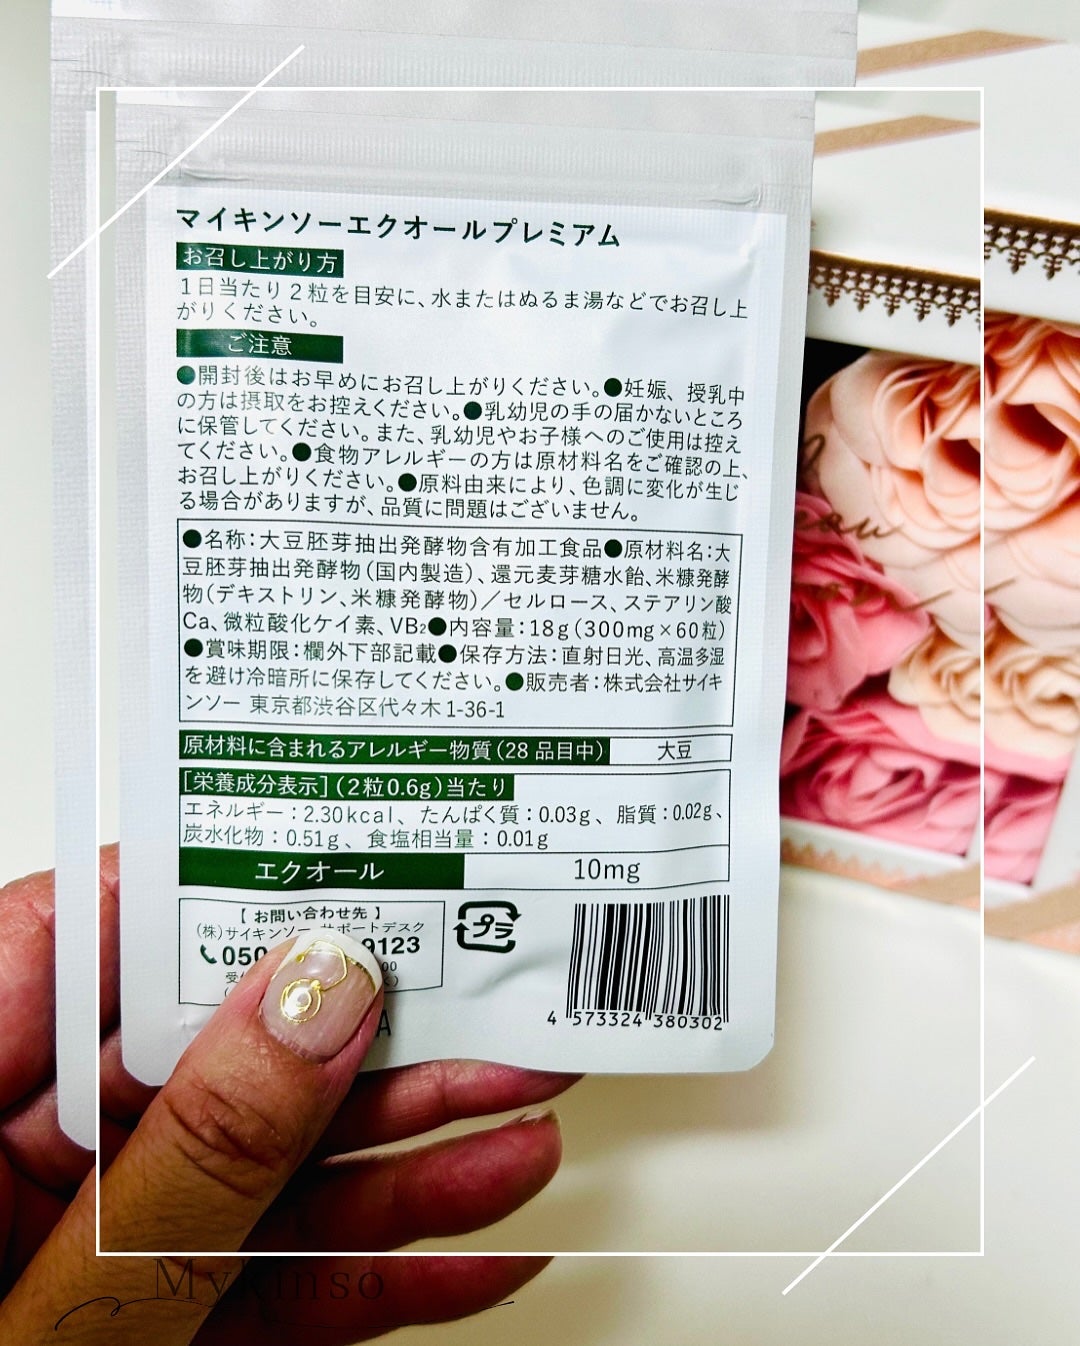 マイキンソーエクオールプレミアム
お召し上がり方
1日当たり2粒を目安に、水またはぬるま湯などでお召し上
がりください。
ご注意
●開封後はお早めにお召し上がりください。●妊娠、授乳中
の方は摂取をお控えください。●乳幼児の手の届かないところ
に保管してください。また、乳幼児やお子様へのご使用は控え
てください。●食物アレルギーの方は原材料名をご確認の上、
お召し上がりください。●原料由来により、色調に変化が生じ
る場合がありますが、品質に問題はございません。
●名称：大豆胚芽抽出発酵物含有加工食品●原材料名：大
豆胚芽抽出発酵物（国内製造）、還元麦芽糖水飴、米糠発酵
物（デキストリン、米糠発酵物）／セルロース、ステアリン酸
Ca、微粒酸化ケイ素、VB₂●内容量：18g（300mg×60粒）
●賞味期限：欄外下部記載●保存方法：直射日光、高温多湿
を避け冷暗所に保存してください。●販売者：株式会社サイキ
ンソー 東京都渋谷区代々木1-36-1
原材料に含まれるアレルギー物質（28品目中） 大豆
［栄養成分表示］（2粒0.6g）当たり
エネルギー：2.30kcal、たんぱく質：0.03g、脂質：0.02g、
炭水化物：0.51g、食塩相当量：0.01g
エクオール 10mg
【お問い合わせ先】
（株）サイキンソー サポートデスク
050 9123
受 00
プラ
A
4 573324 380302
Mykinso